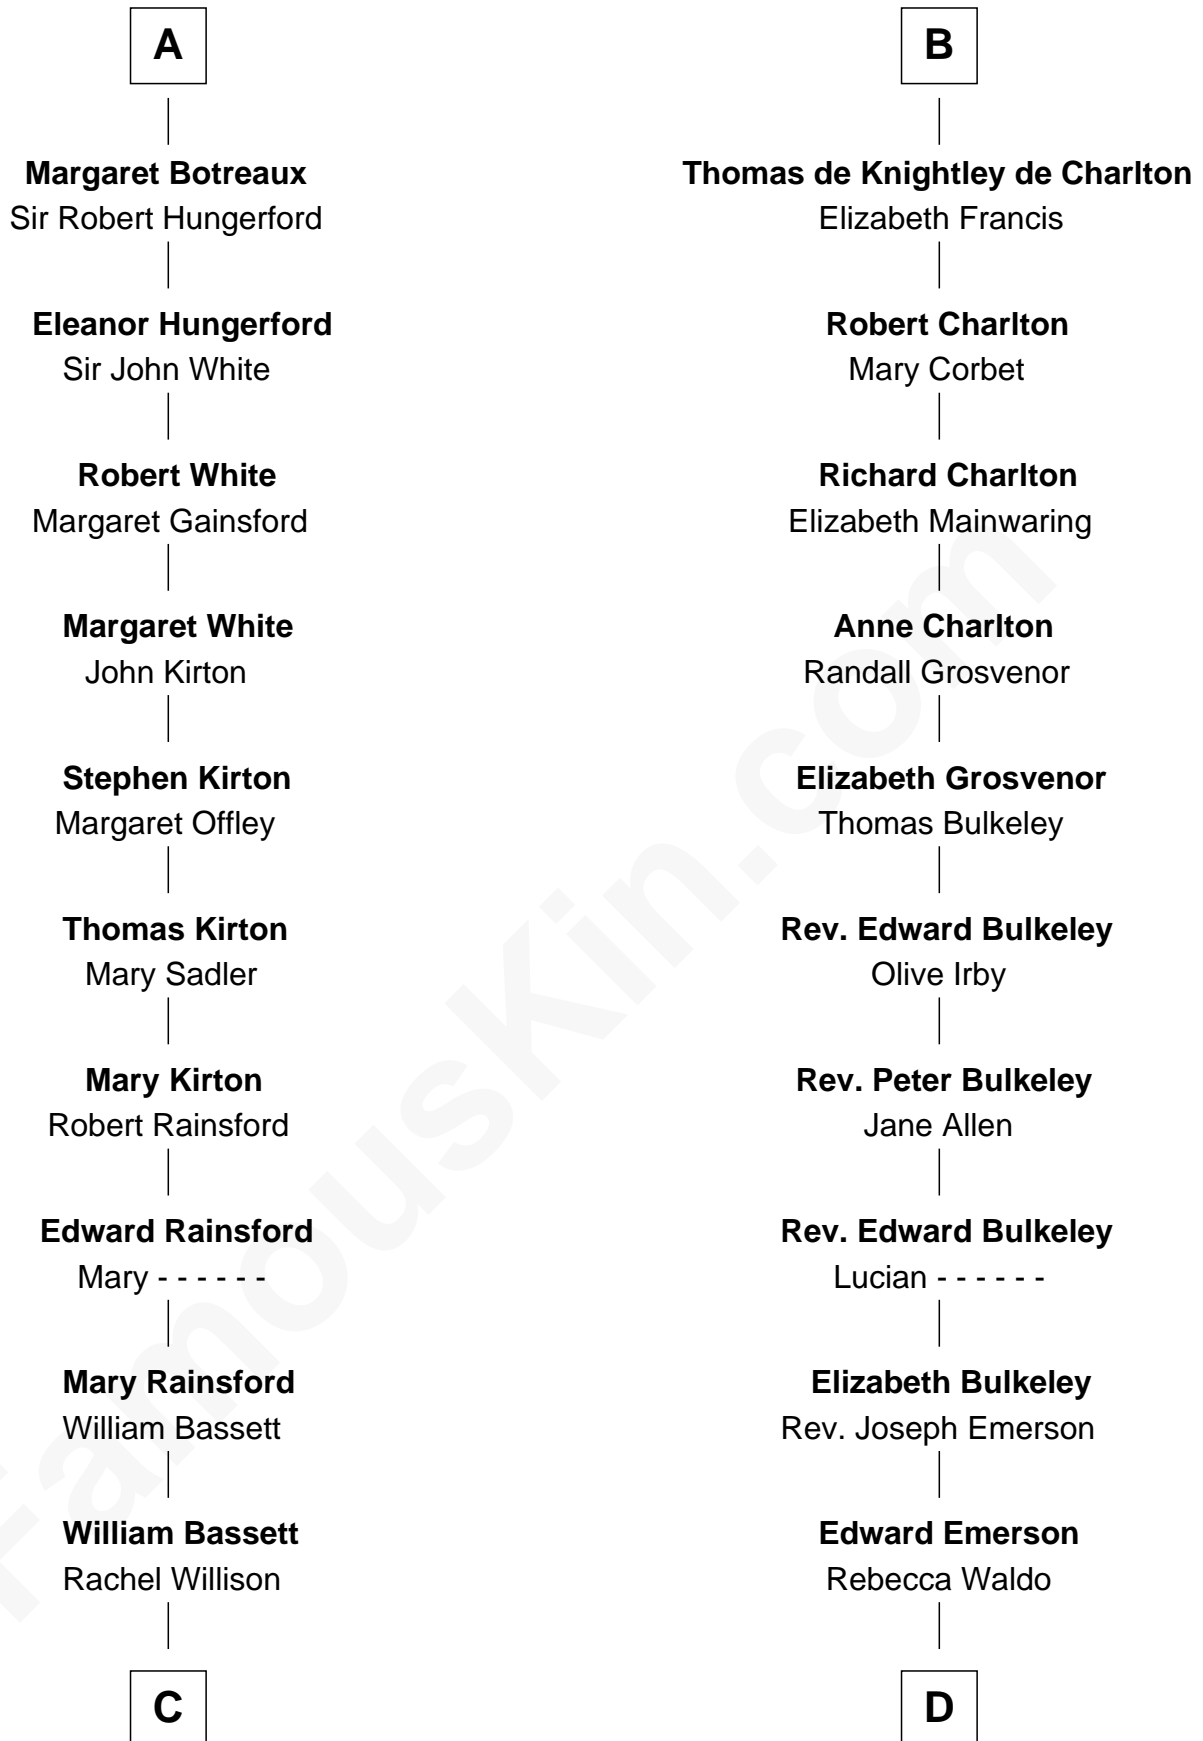 A
Margaret Botreaux
Sir Robert Hungerford
Eleanor Hungerford
Sir John White
Robert White
Margaret Gainsford
Margaret White
John Kirton
Stephen Kirton
Margaret Offley
Thomas Kirton
Mary Sadler
Mary Kirton
Robert Rainsford
Edward Rainsford
Mary - - - - - -
Mary Rainsford
William Bassett
William Bassett
Rachel Willison
C
B
Thomas de Knightley de Charlton
Elizabeth Francis
Robert Charlton
Mary Corbet
Richard Charlton
Elizabeth Mainwaring
Anne Charlton
Randall Grosvenor
Elizabeth Grosvenor
Thomas Bulkeley
Rev. Edward Bulkeley
Olive Irby
Rev. Peter Bulkeley
Jane Allen
Rev. Edward Bulkeley
Lucian - - - - - -
Elizabeth Bulkeley
Rev. Joseph Emerson
Edward Emerson
Rebecca Waldo
D
FamousKin.com